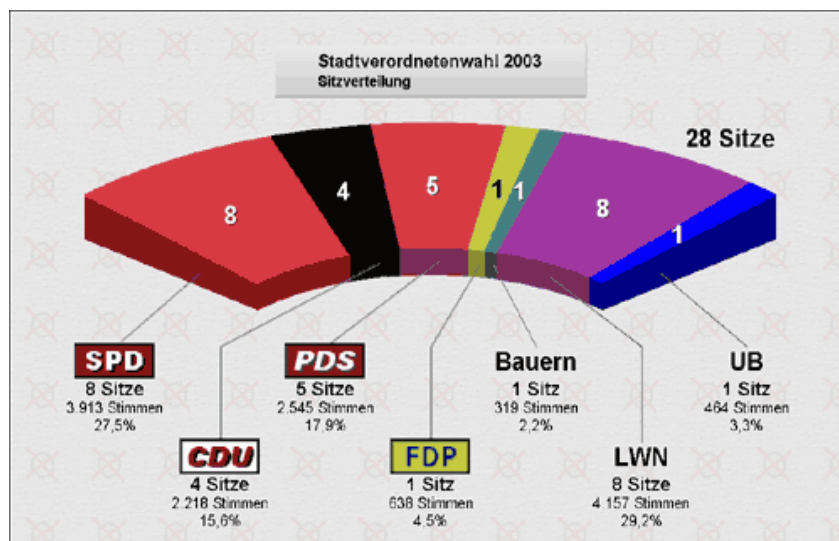 Stadtverordnetenwahl 2003
Sitzverteilung
28 Sitze
8
4
5
1
1
8
1
SPD
8 Sitze
3.913 Stimmen
27,5%
CDU
4 Sitze
2.218 Stimmen
15,6%
PDS
5 Sitze
2.545 Stimmen
17,9%
FDP
1 Sitz
638 Stimmen
4,5%
Bauern
1 Sitz
319 Stimmen
2,2%
LWN
8 Sitze
4.157 Stimmen
29,2%
UB
1 Sitz
464 Stimmen
3,3%